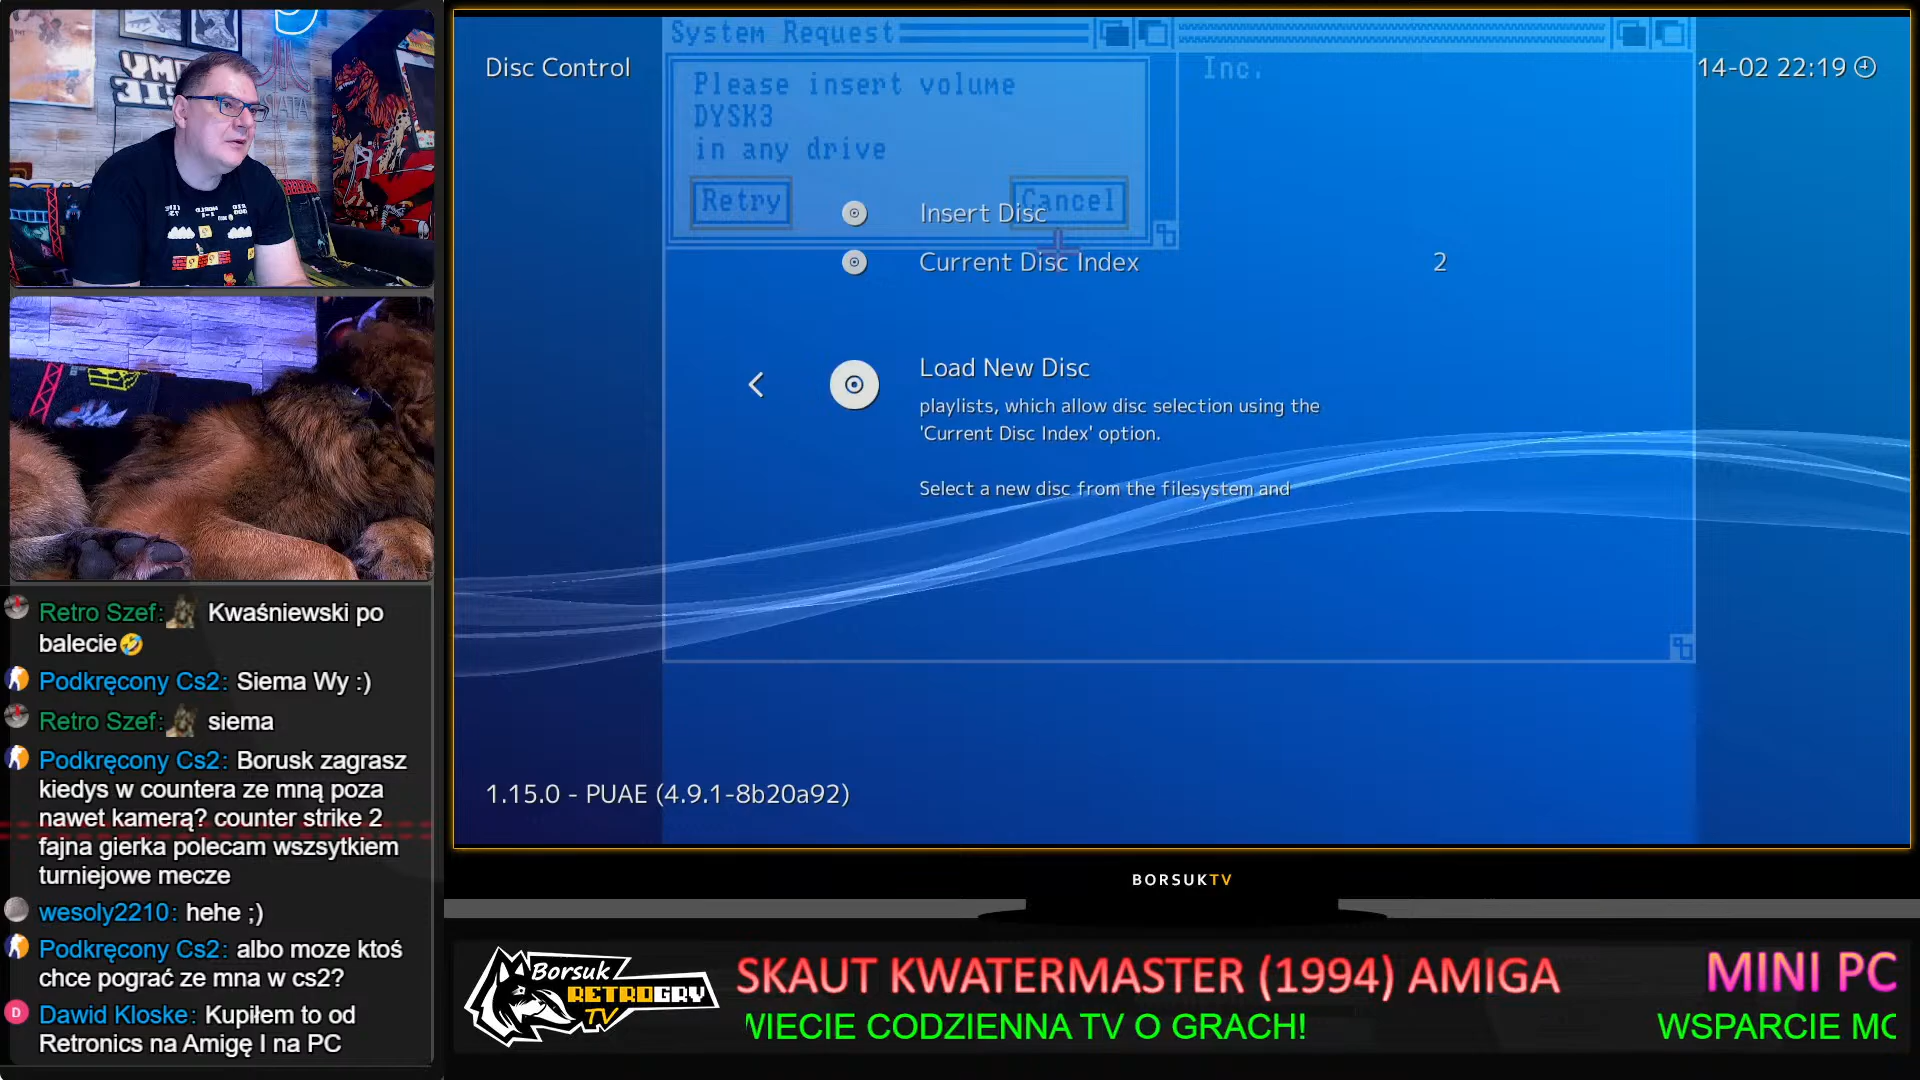 System Request
Please insert volume
DYSK3
in any drive
Retry
Cancel
Inc.
Disc Control
14-02 22:19
Insert Disc
Current Disc Index
2
Load New Disc
playlists, which allow disc selection using the
'Current Disc Index' option.
Select a new disc from the filesystem and
1.15.0 - PUAE (4.9.1-8b20a92)
BORSUKTV
Retro Szef: Kwaśniewski po
balecie🤣
Podkręcony Cs2: Siema Wy :)
Retro Szef: siema
Podkręcony Cs2: Borusk zagrasz
kiedys w countera ze mną poza
nawet kamerą? counter strike 2
fajna gierka polecam wszsytkiem
turniejowe mecze
wesoly2210: hehe ;)
Podkręcony Cs2: albo moze ktoś
chce pograć ze mna w cs2?
D
Dawid Kloske: Kupiłem to od
Retronics na Amigę I na PC
Borsuk
RETROGRY
TV
SKAUT KWATERMASTER (1994) AMIGA
MINI PC
WIECIE CODZIENNA TV O GRACH!
WSPARCIE MO